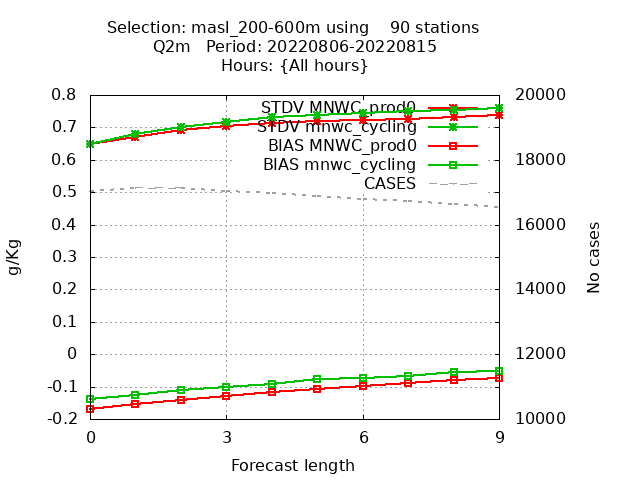 Selection: masl_200-600m using    90 stations
Q2m   Period: 20220806-20220815
Hours: {All hours}
STDV MNWC_prod0
STDV mnwc_cycling
BIAS MNWC_prod0
BIAS mnwc_cycling
CASES
0.8
0.7
0.6
0.5
0.4
0.3
0.2
0.1
0
-0.1
-0.2
g/Kg
20000
18000
16000
14000
12000
10000
No cases
0 3 6 9
Forecast length